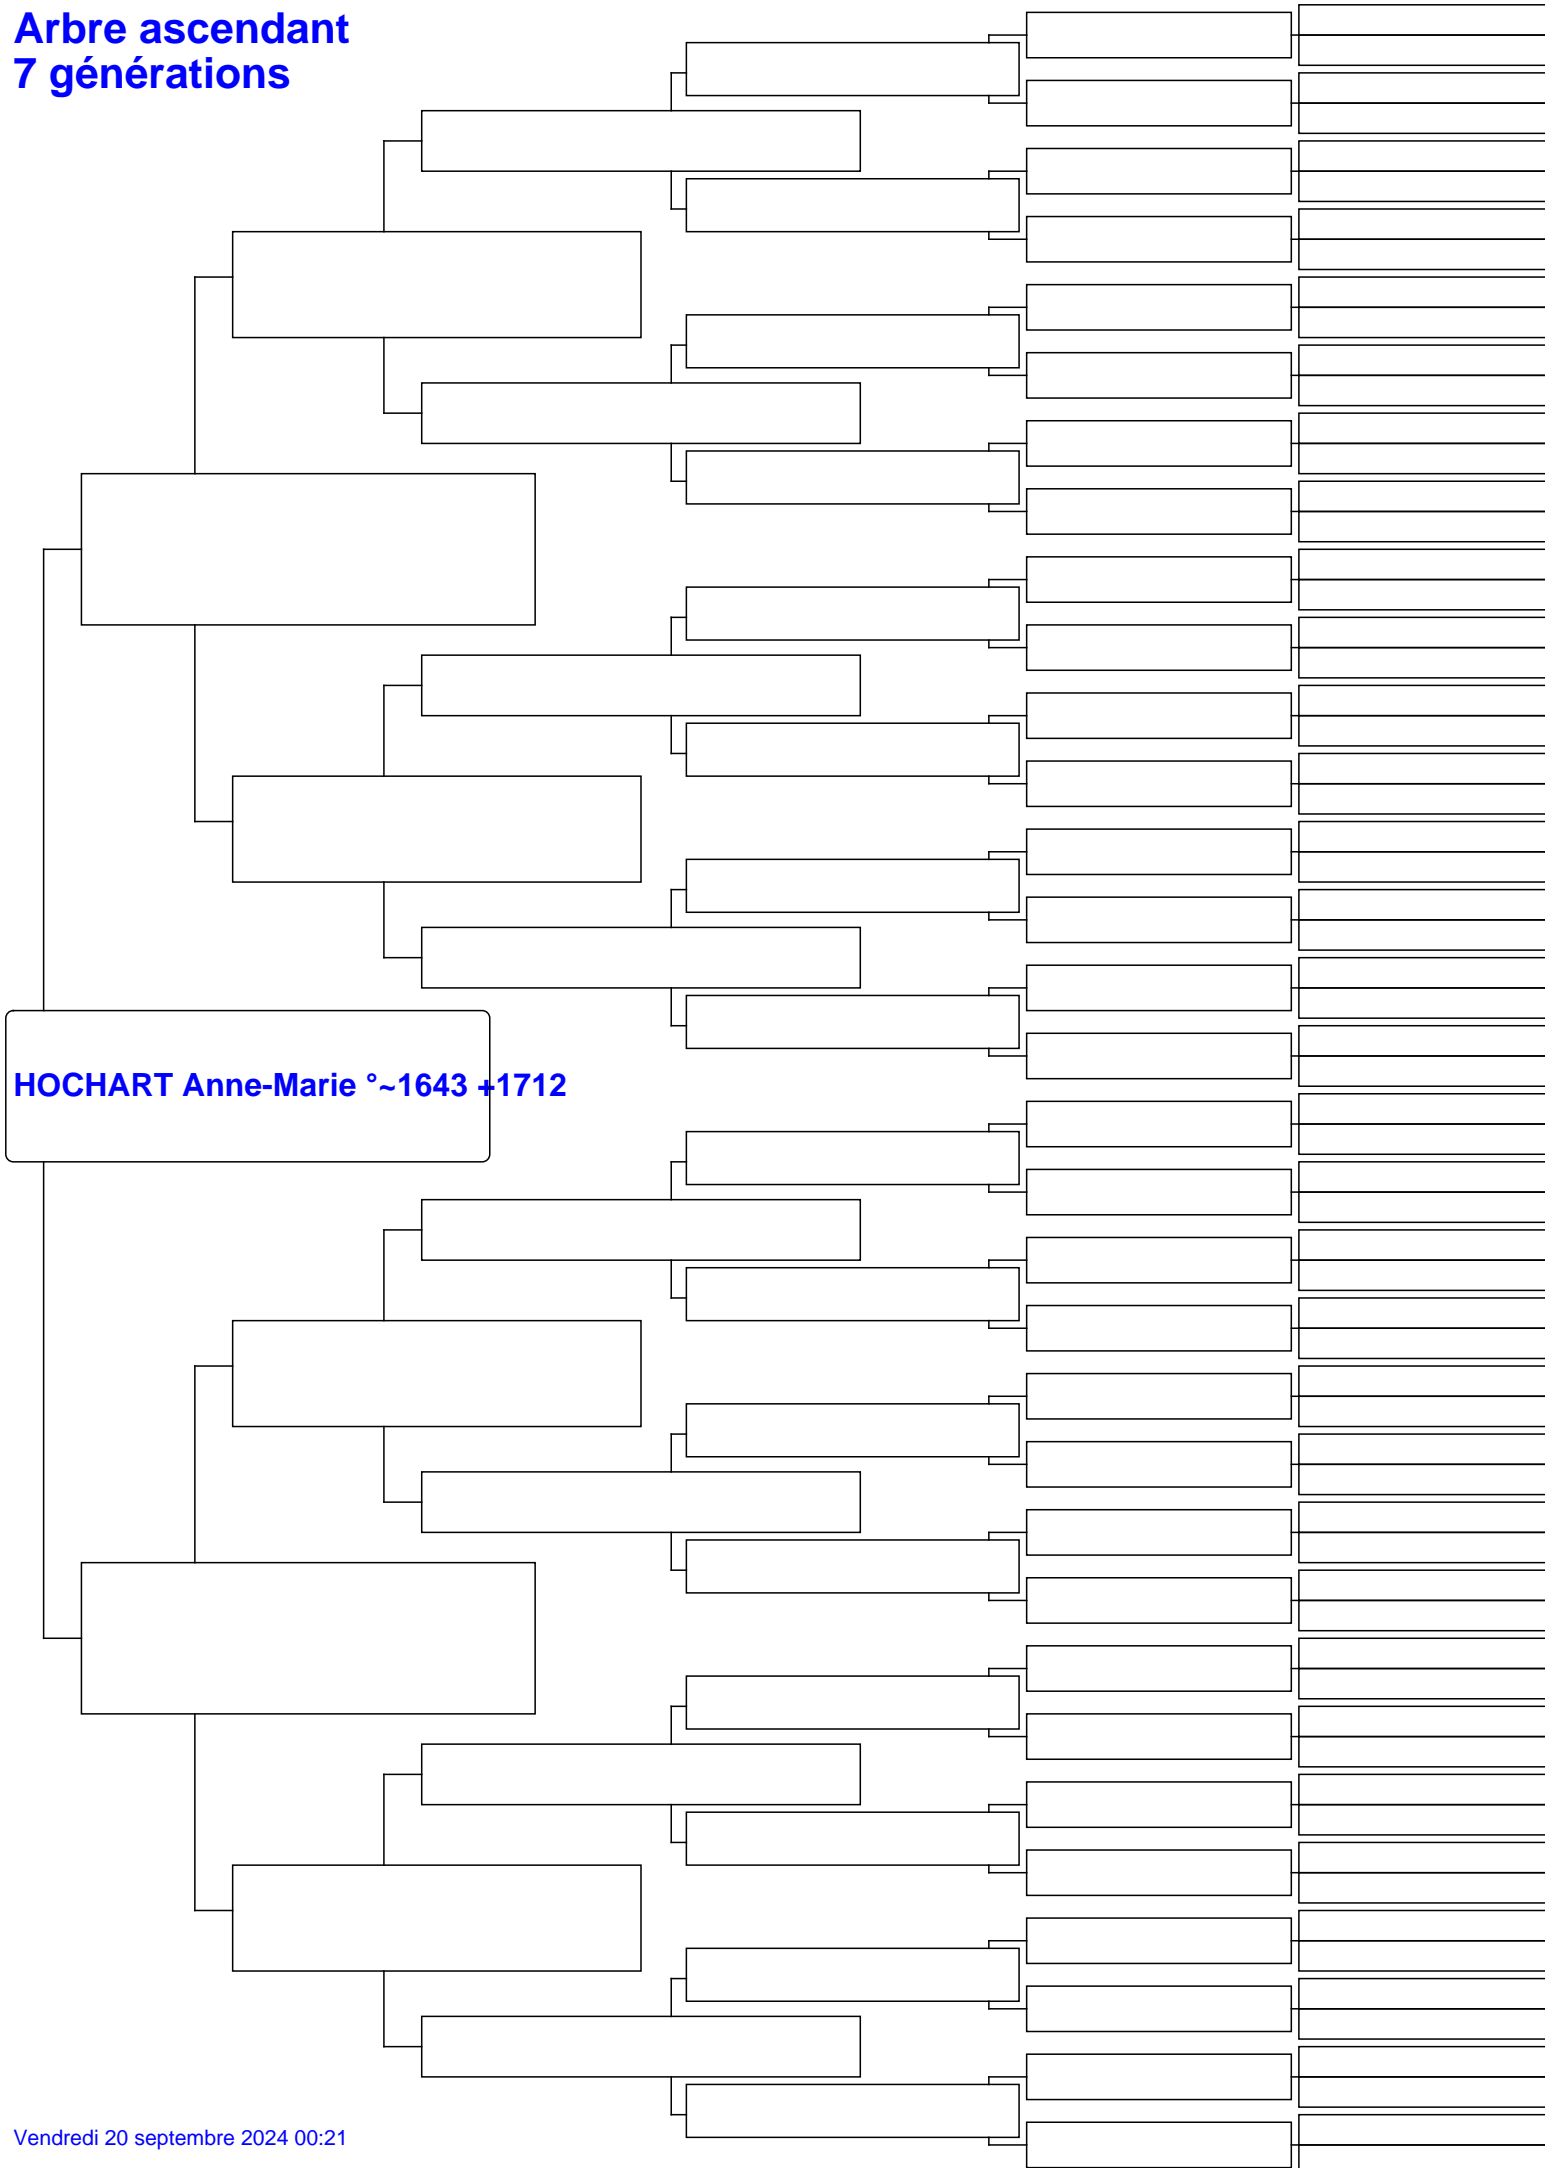 Arbre ascendant
7 générations
HOCHART Anne-Marie °~1643 +1712
Vendredi 20 septembre 2024 00:21